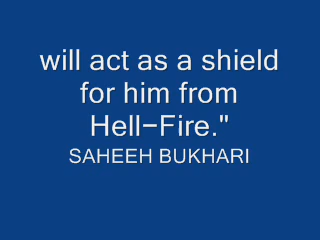 will act as a shield
for him from
Hell−Fire."
SAHEEH BUKHARI